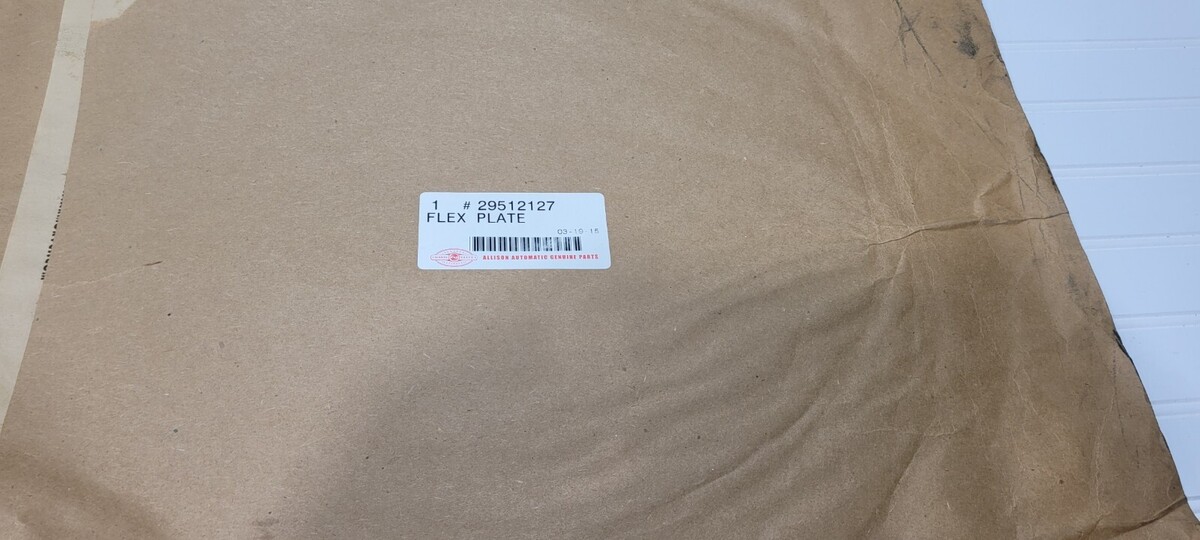 1 # 29512127
FLEX PLATE
03-10-15
ALLISON AUTOMATIC GENUINE PARTS